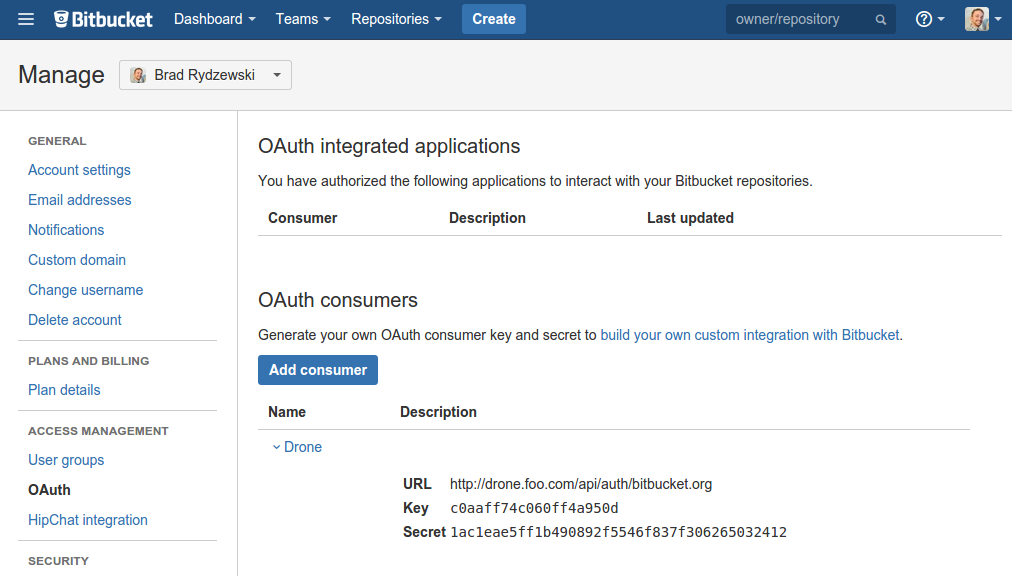 Bitbucket Dashboard Teams Repositories Create owner/repository
Manage Brad Rydzewski
GENERAL
Account settings
Email addresses
Notifications
Custom domain
Change username
Delete account
PLANS AND BILLING
Plan details
ACCESS MANAGEMENT
User groups
OAuth
HipChat integration
SECURITY
OAuth integrated applications
You have authorized the following applications to interact with your Bitbucket repositories.
Consumer Description Last updated
OAuth consumers
Generate your own OAuth consumer key and secret to build your own custom integration with Bitbucket.
Add consumer
Name Description
Drone
URL http://drone.foo.com/api/auth/bitbucket.org
Key c0aaff74c060ff4a950d
Secret 1ac1eae5ff1b490892f5546f837f306265032412